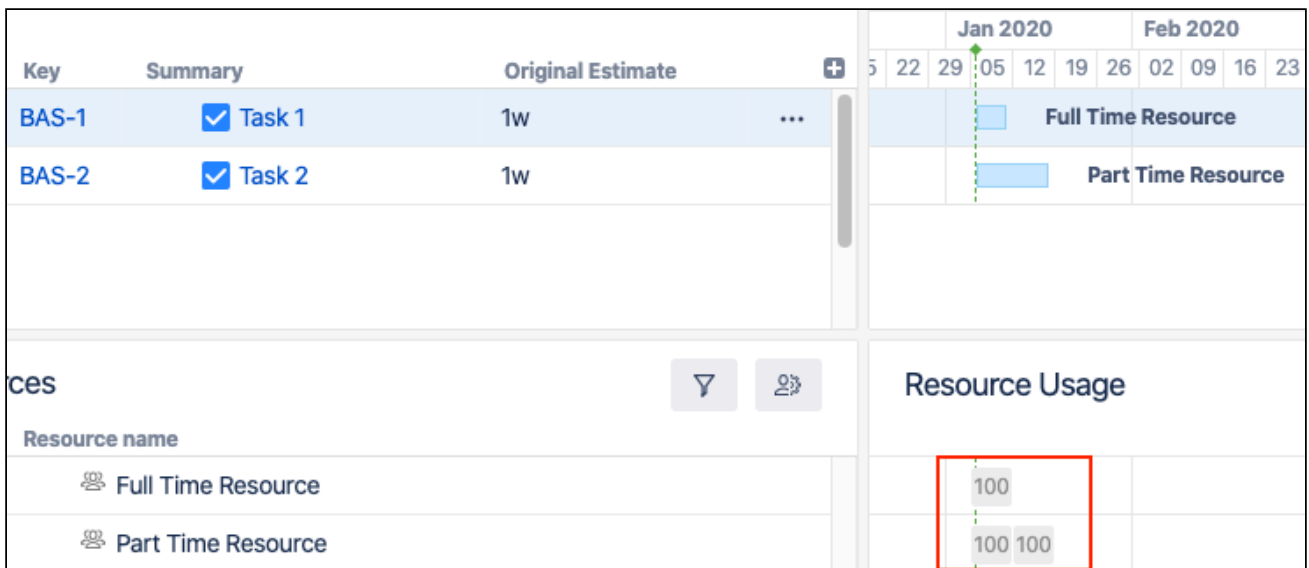 Jan 2020 Feb 2020
Key Summary Original Estimate 5 22 29 05 12 19 26 02 09 16 23
BAS-1 Task 1 1w ... Full Time Resource
BAS-2 Task 2 1w Part Time Resource
rces Resource Usage
Resource name
Full Time Resource 100
Part Time Resource 100 100